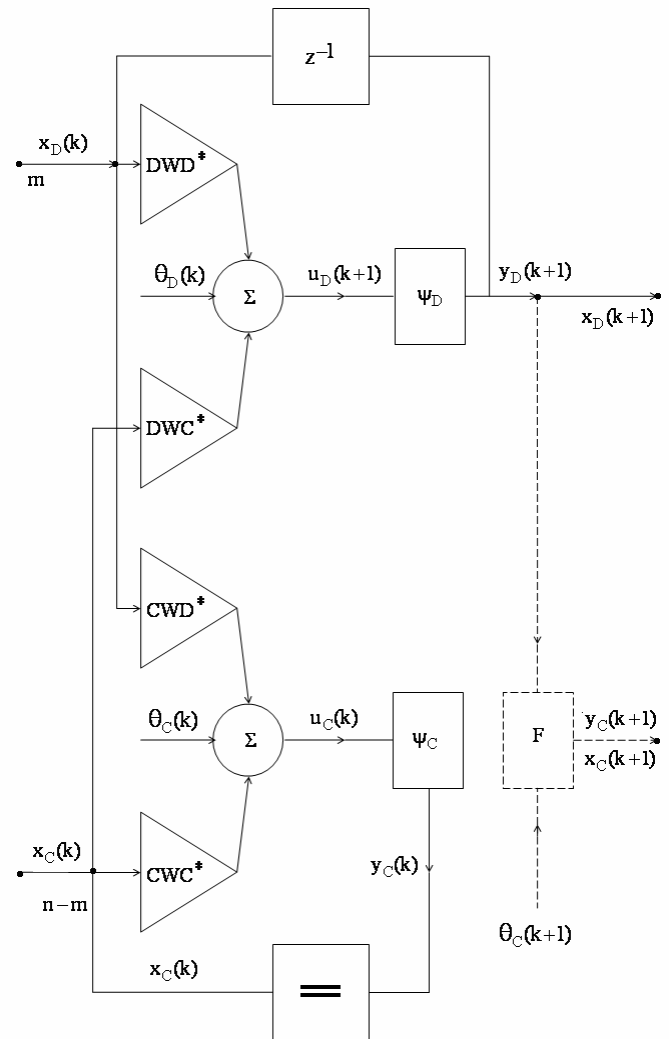 z⁻¹
x_D(k)
m
DWD*
θ_D(k)
Σ
u_D(k+1)
ψ_D
y_D(k+1)
x_D(k+1)
DWC*
CWD*
θ_C(k)
Σ
u_C(k)
ψ_C
F
y_C(k+1)
x_C(k+1)
x_C(k)
n-m
CWC*
y_C(k)
θ_C(k+1)
x_C(k)
=